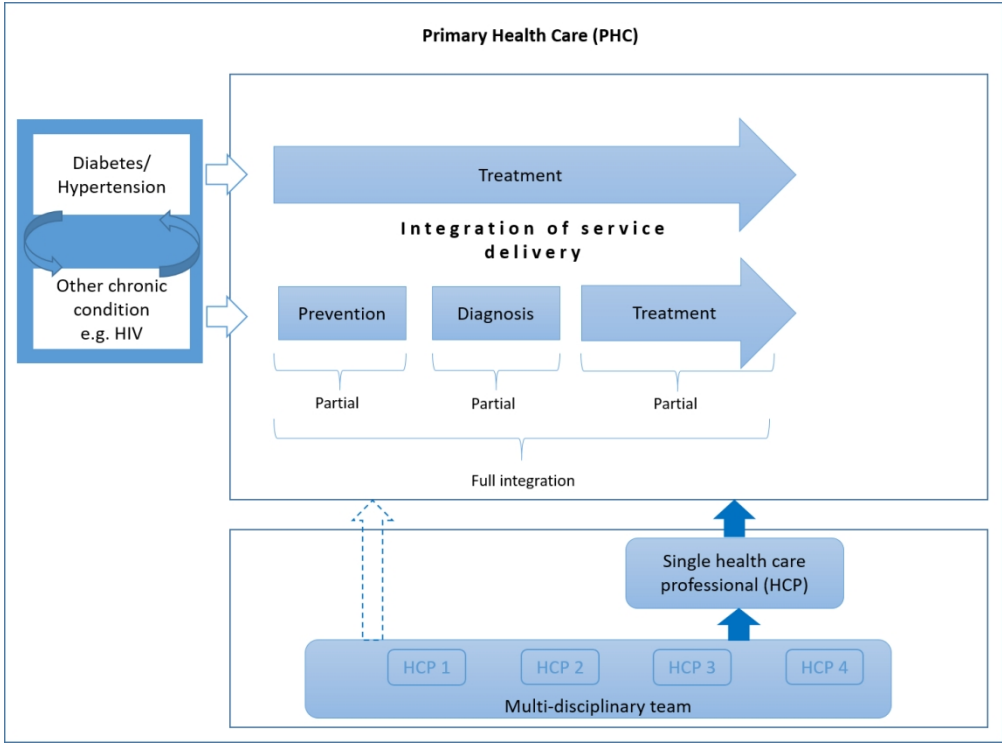 Primary Health Care (PHC)
Diabetes/
Hypertension
Other chronic
condition
e.g. HIV
Treatment
Integration of service
delivery
Prevention
Diagnosis
Treatment
Partial
Partial
Partial
Full integration
Single health care
professional (HCP)
HCP 1
HCP 2
HCP 3
HCP 4
Multi-disciplinary team